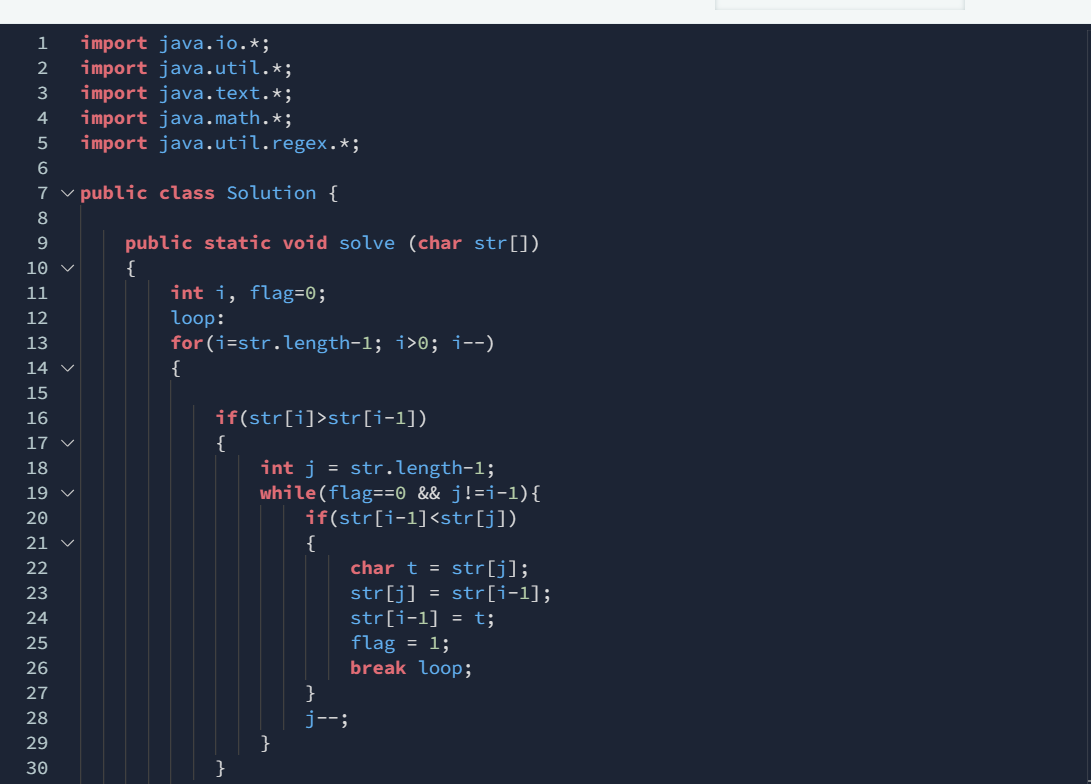 1 import java.io.*;
2 import java.util.*;
3 import java.text.*;
4 import java.math.*;
5 import java.util.regex.*;
6
7 public class Solution {
8
9 public static void solve (char str[])
10 {
11 int i, flag=0;
12 loop:
13 for(i=str.length-1; i>0; i--)
14 {
15
16 if(str[i]>str[i-1])
17 {
18 int j = str.length-1;
19 while(flag==0 && j!=i-1){
20 if(str[i-1]<str[j])
21 {
22 char t = str[j];
23 str[j] = str[i-1];
24 str[i-1] = t;
25 flag = 1;
26 break loop;
27 }
28 j--;
29 }
30 }